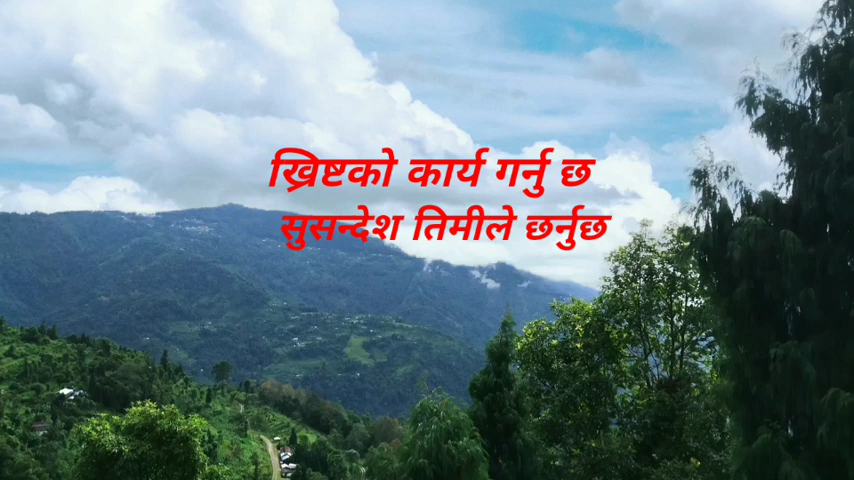 ख्रिष्टको कार्य गर्नु छ
सुसन्देश तिमीले छर्नुछ